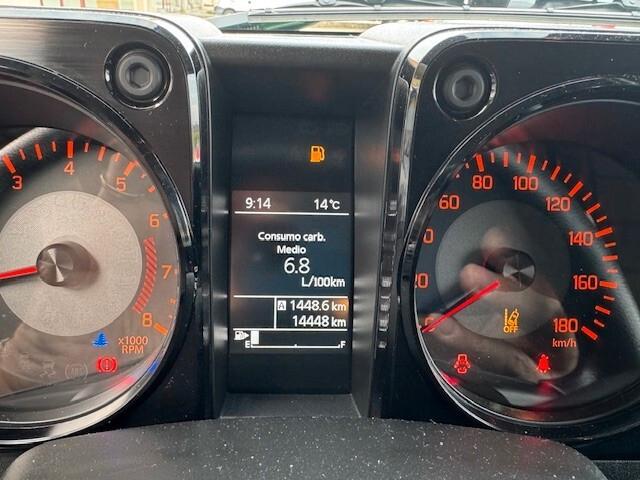 3
4
5
6
7
8
x1000
RPM
9:14 14°C
Consumo carb.
Medio
6.8
L/100km
A 1448.6 km
14448 km
E F
60
80
100
120
140
160
180
km/h
OFF